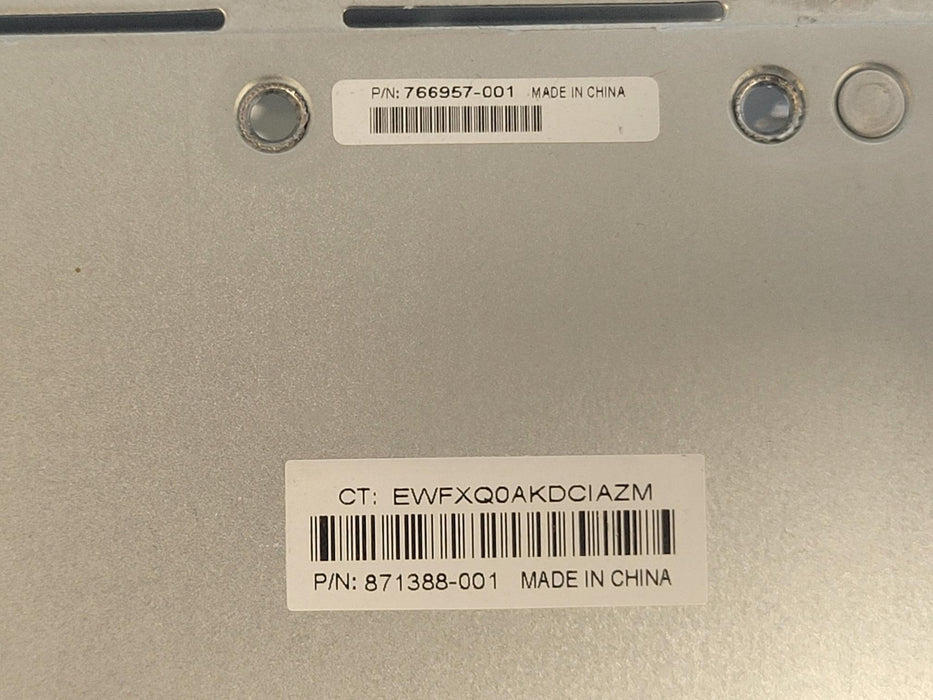 P/N: 766957-001 MADE IN CHINA
CT: EWFXQ0AKDCIAZM
P/N: 871388-001 MADE IN CHINA